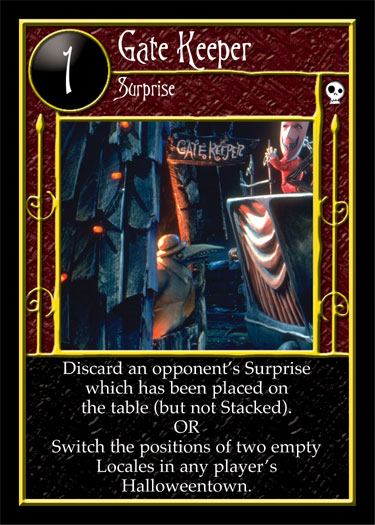 1
Gate Keeper
Surprise
GATE KEEPER
Discard an opponent's Surprise
which has been placed on
the table (but not Stacked).
OR
Switch the positions of two empty
Locales in any player's
Halloweentown.